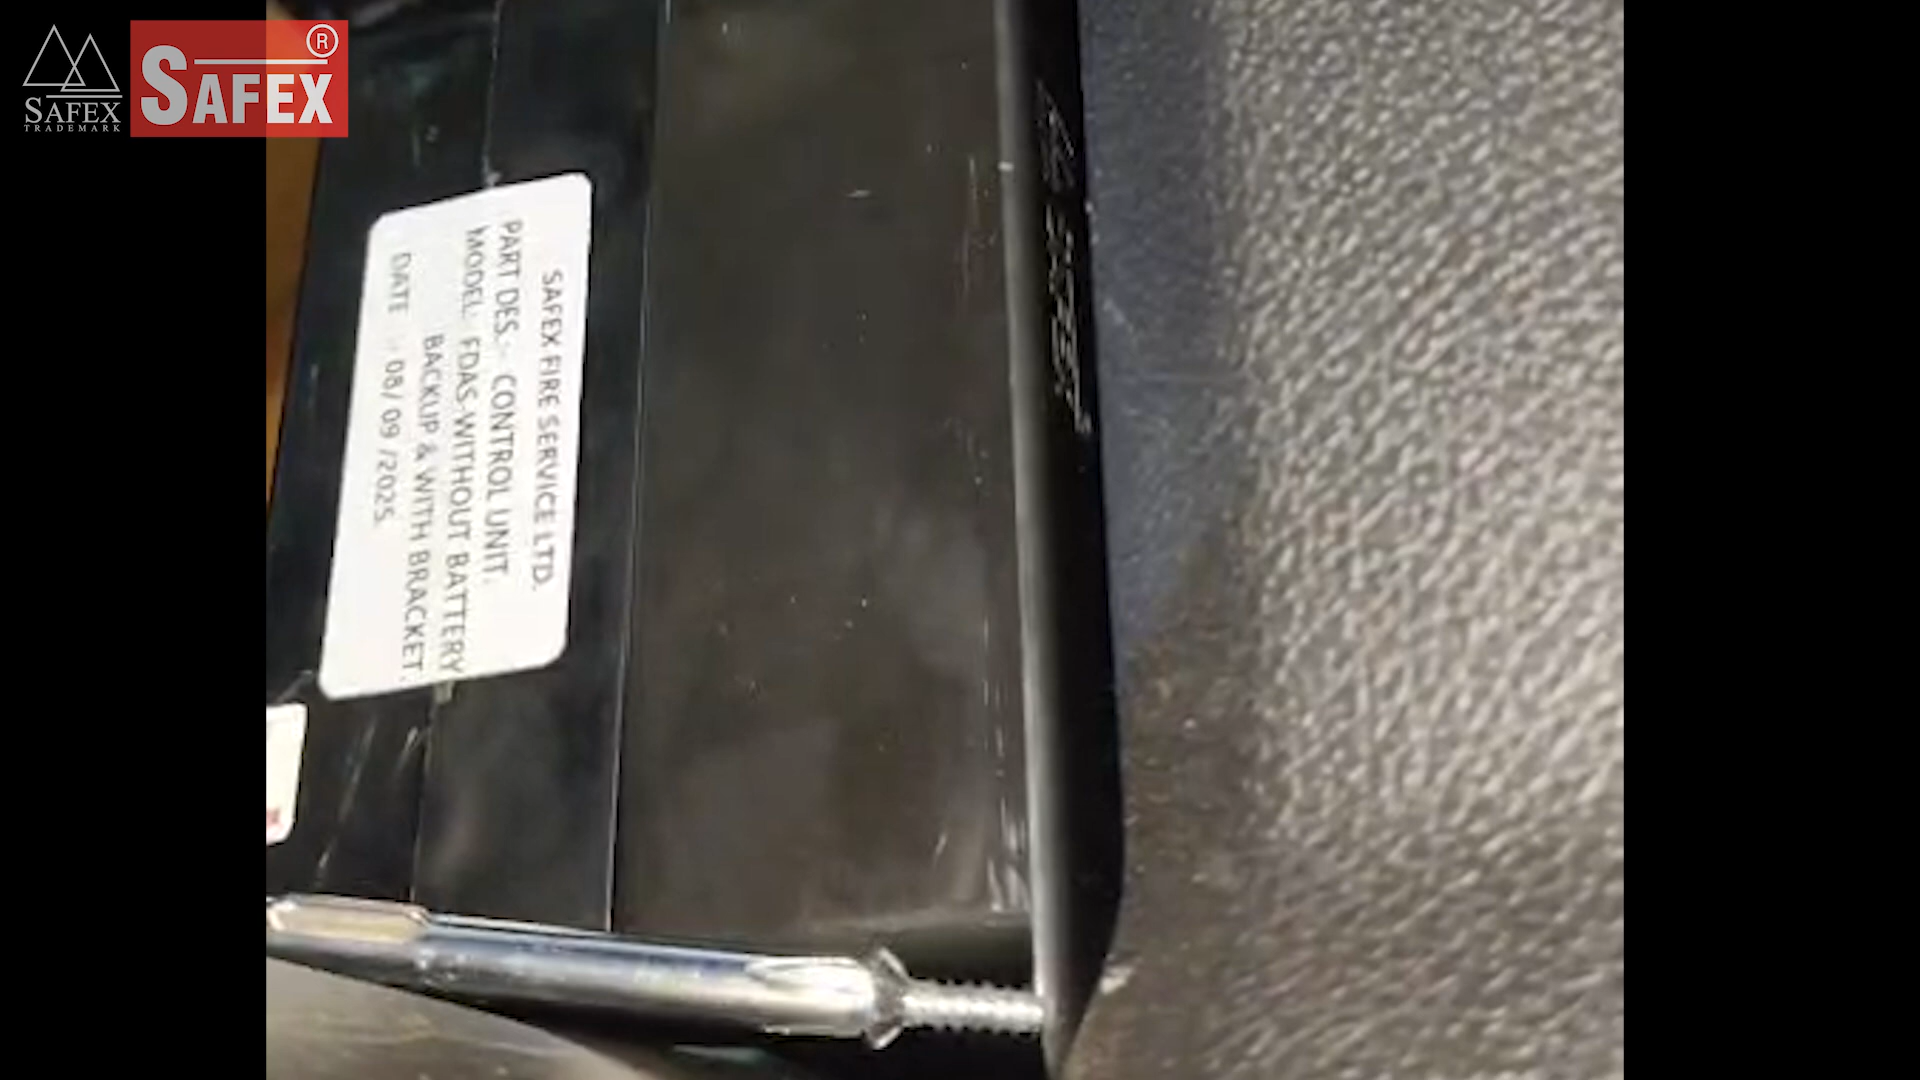 SAFEX
TRADEMARK
SAFEX®
SAFEX FIRE SERVICE LTD.
PART DES.:- CONTROL UNIT.
MODEL: FDAS-WITHOUT BATTERY
BACKUP & WITH BRACKET.
DATE : 08/09/2025.